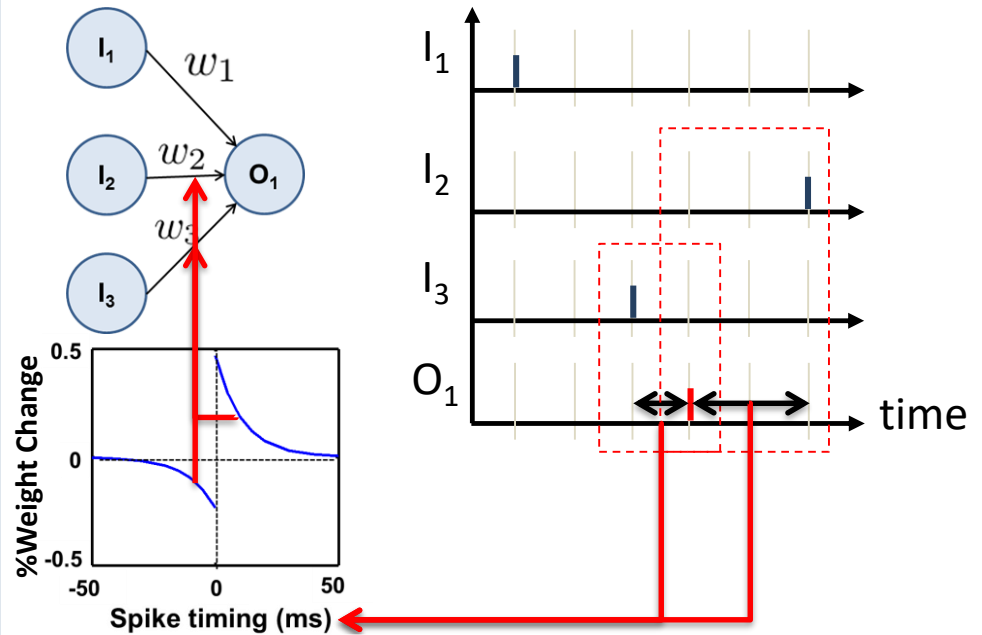 I1
w1
I2
w2
O1
w3
I3
%Weight Change
0.5
0
-0.5
-50
0
50
Spike timing (ms)
I1
I2
I3
O1
time